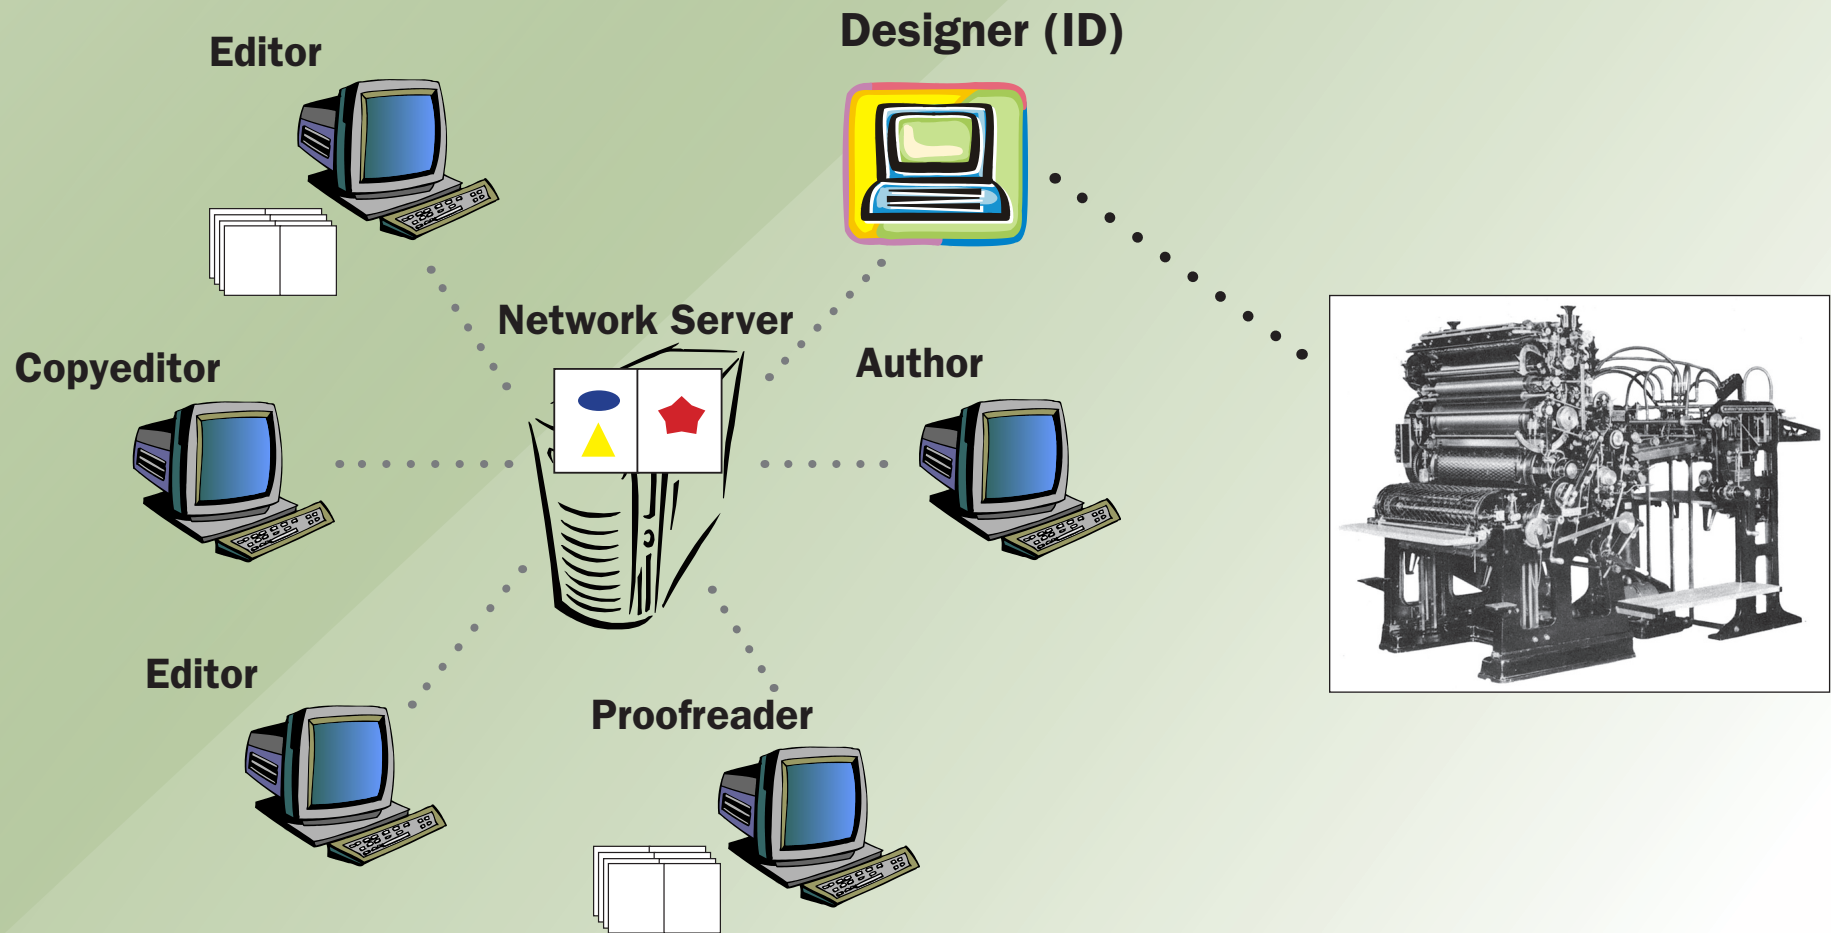 Designer (ID)
Editor
Network Server
Copyeditor
Author
Editor
Proofreader